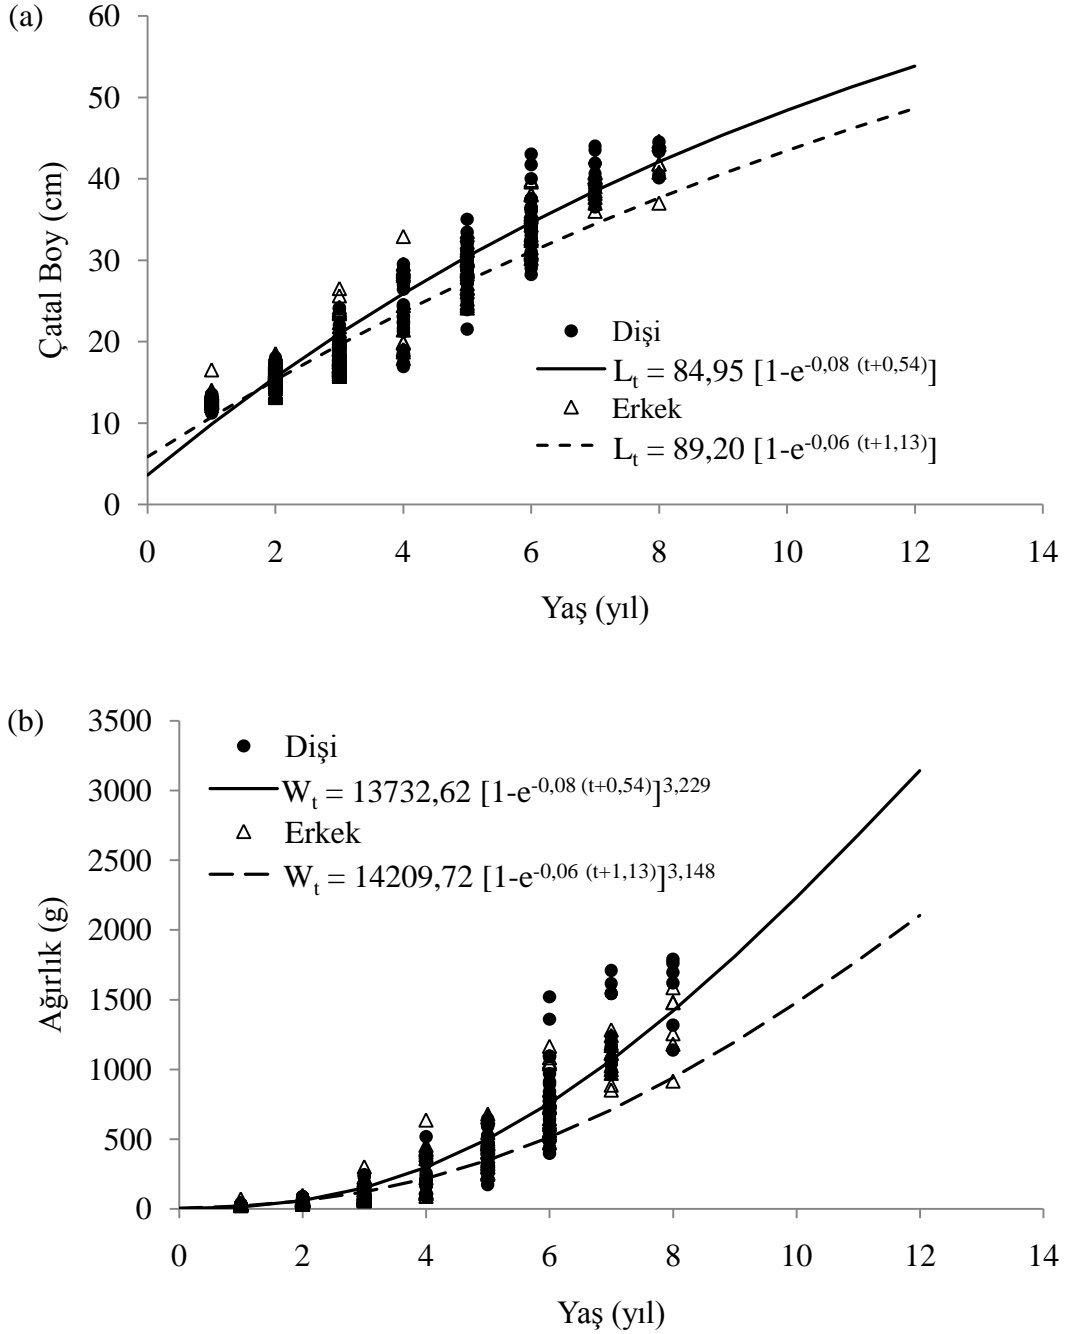 (a)
60
50
40
30
20
10
0
Çatal Boy (cm)
Dişi
Lt = 84,95 [1-e-0,08 (t+0,54)]
Erkek
Lt = 89,20 [1-e-0,06 (t+1,13)]
0 2 4 6 8 10 12 14
Yaş (yıl)
(b)
3500
3000
2500
2000
1500
1000
500
0
Ağırlık (g)
Dişi
Wt = 13732,62 [1-e-0,08 (t+0,54)]3,229
Erkek
Wt = 14209,72 [1-e-0,06 (t+1,13)]3,148
0 2 4 6 8 10 12 14
Yaş (yıl)